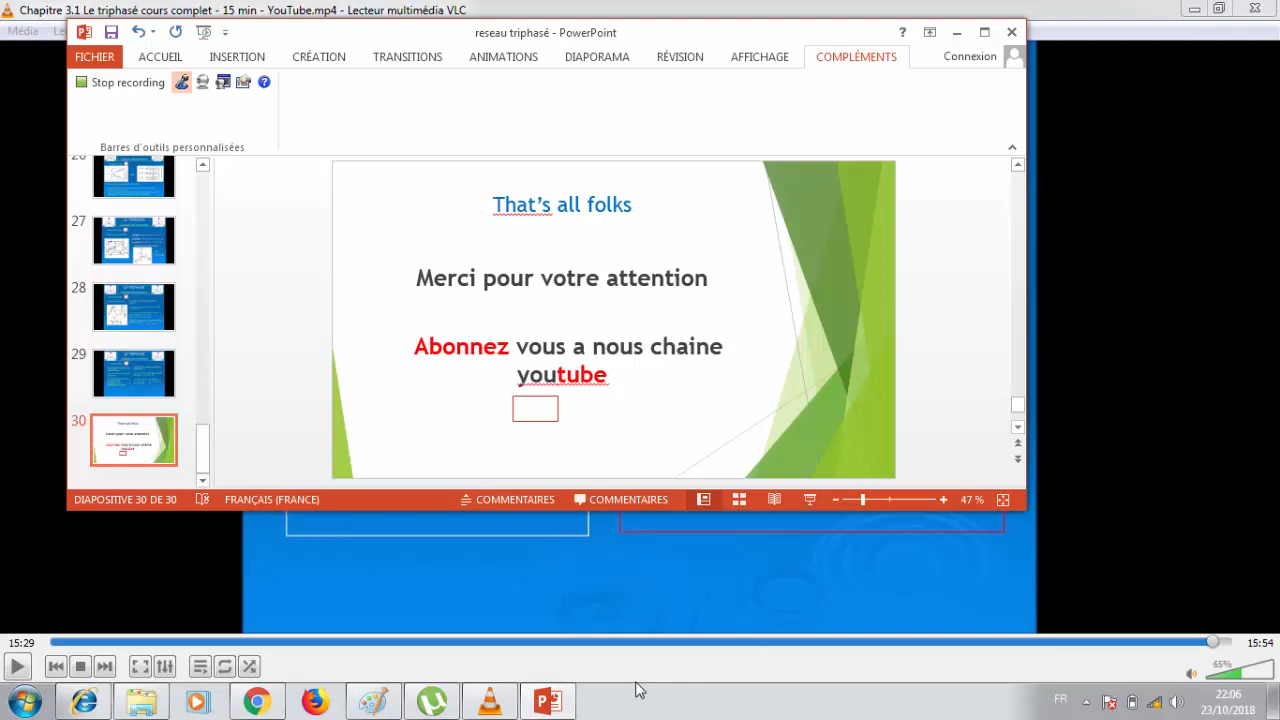 Chapitre 3.1 Le triphasé cours complet - 15 min - YouTube.mp4 - Lecteur multimédia VLC
Média
reseau triphasé - PowerPoint
FICHIER ACCUEIL INSERTION CRÉATION TRANSITIONS ANIMATIONS DIAPORAMA RÉVISION AFFICHAGE COMPLÉMENTS Connexion
Stop recording
Barres d'outils personnalisées
27
28
29
30
That's all folks
Merci pour votre attention
Abonnez vous a nous chaine
youtube
DIAPOSITIVE 30 DE 30 FRANÇAIS (FRANCE) COMMENTAIRES COMMENTAIRES 47 %
15:29 15:54
65%
FR 22:06
23/10/2018